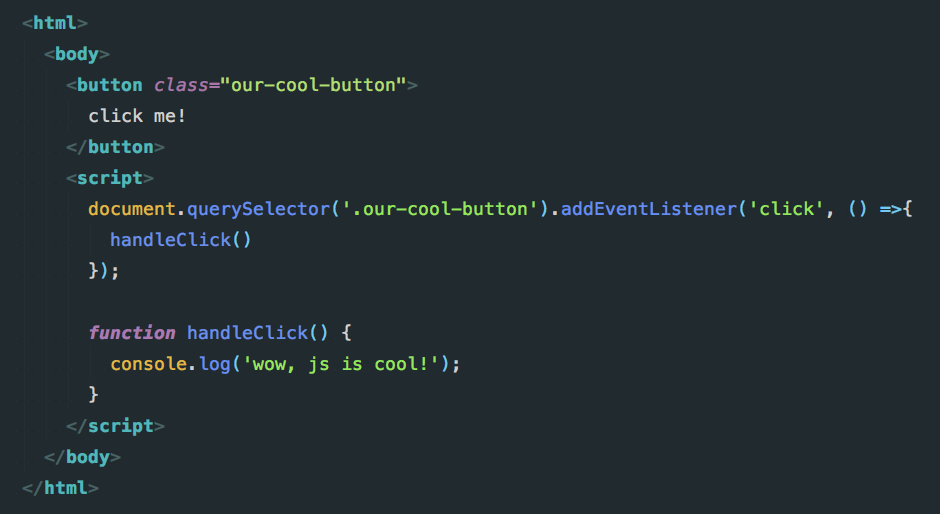 <html>
<body>
<button class="our-cool-button">
click me!
</button>
<script>
document.querySelector('.our-cool-button').addEventListener('click', () =>{
handleClick()
});
function handleClick() {
console.log('wow, js is cool!');
}
</script>
</body>
</html>